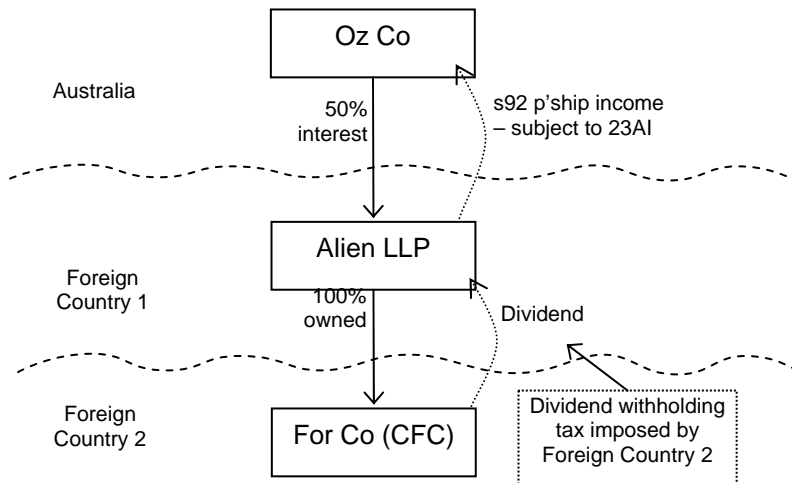 Oz Co
Australia
50%
interest
s92 p'ship income
– subject to 23AI
Alien LLP
Foreign
Country 1
100%
owned
Dividend
Foreign
Country 2
For Co (CFC)
Dividend withholding
tax imposed by
Foreign Country 2